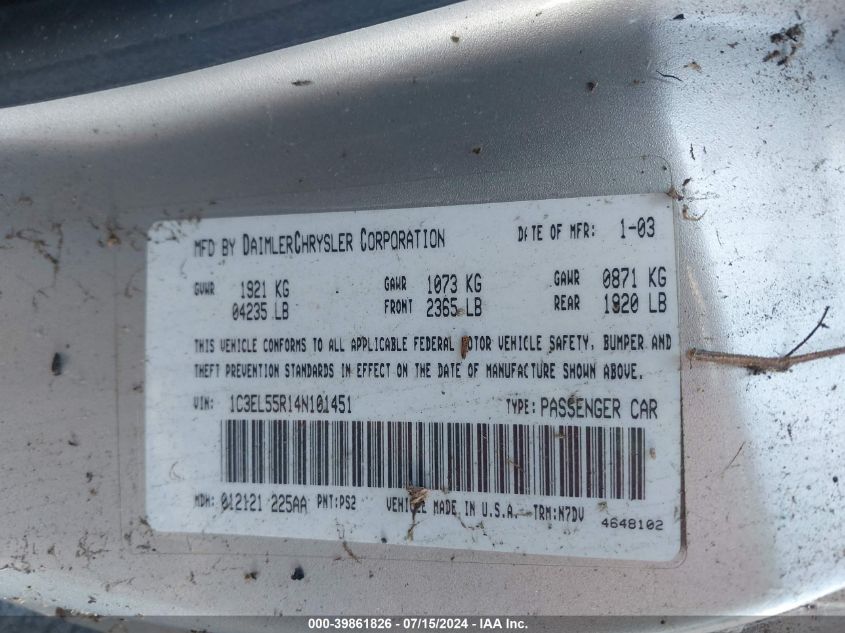 MFD BY DAIMLERCHRYSLER CORPORATION DATE OF MFR: 1-03
GVWR 1921 KG GAWR 1073 KG GAWR 0871 KG
04235 LB FRONT 2365 LB REAR 1920 LB
THIS VEHICLE CONFORMS TO ALL APPLICABLE FEDERAL MOTOR VEHICLE SAFETY, BUMPER AND
THEFT PREVENTION STANDARDS IN EFFECT ON THE DATE OF MANUFACTURE SHOWN ABOVE.
VIN: 1C3EL55R14N101451 TYPE: PASSENGER CAR
MDH: 012121 225AA PNT:PS2 VEHICLE MADE IN U.S.A. TRM:N7DV
4648102
000-39861826 - 07/15/2024 - IAA Inc.